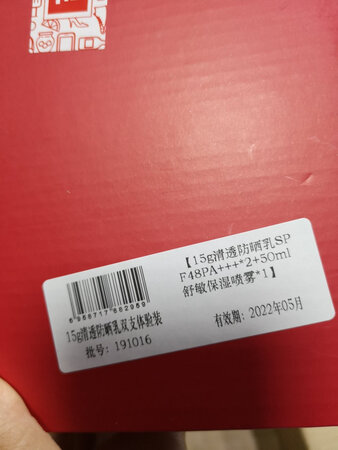 【15g清透防晒乳SP
F48PA+++*2+50ml
舒敏保湿喷雾*1】
6956717882969
15g清透防晒乳双支体验装
批号: 191016
有效期: 2022年05月